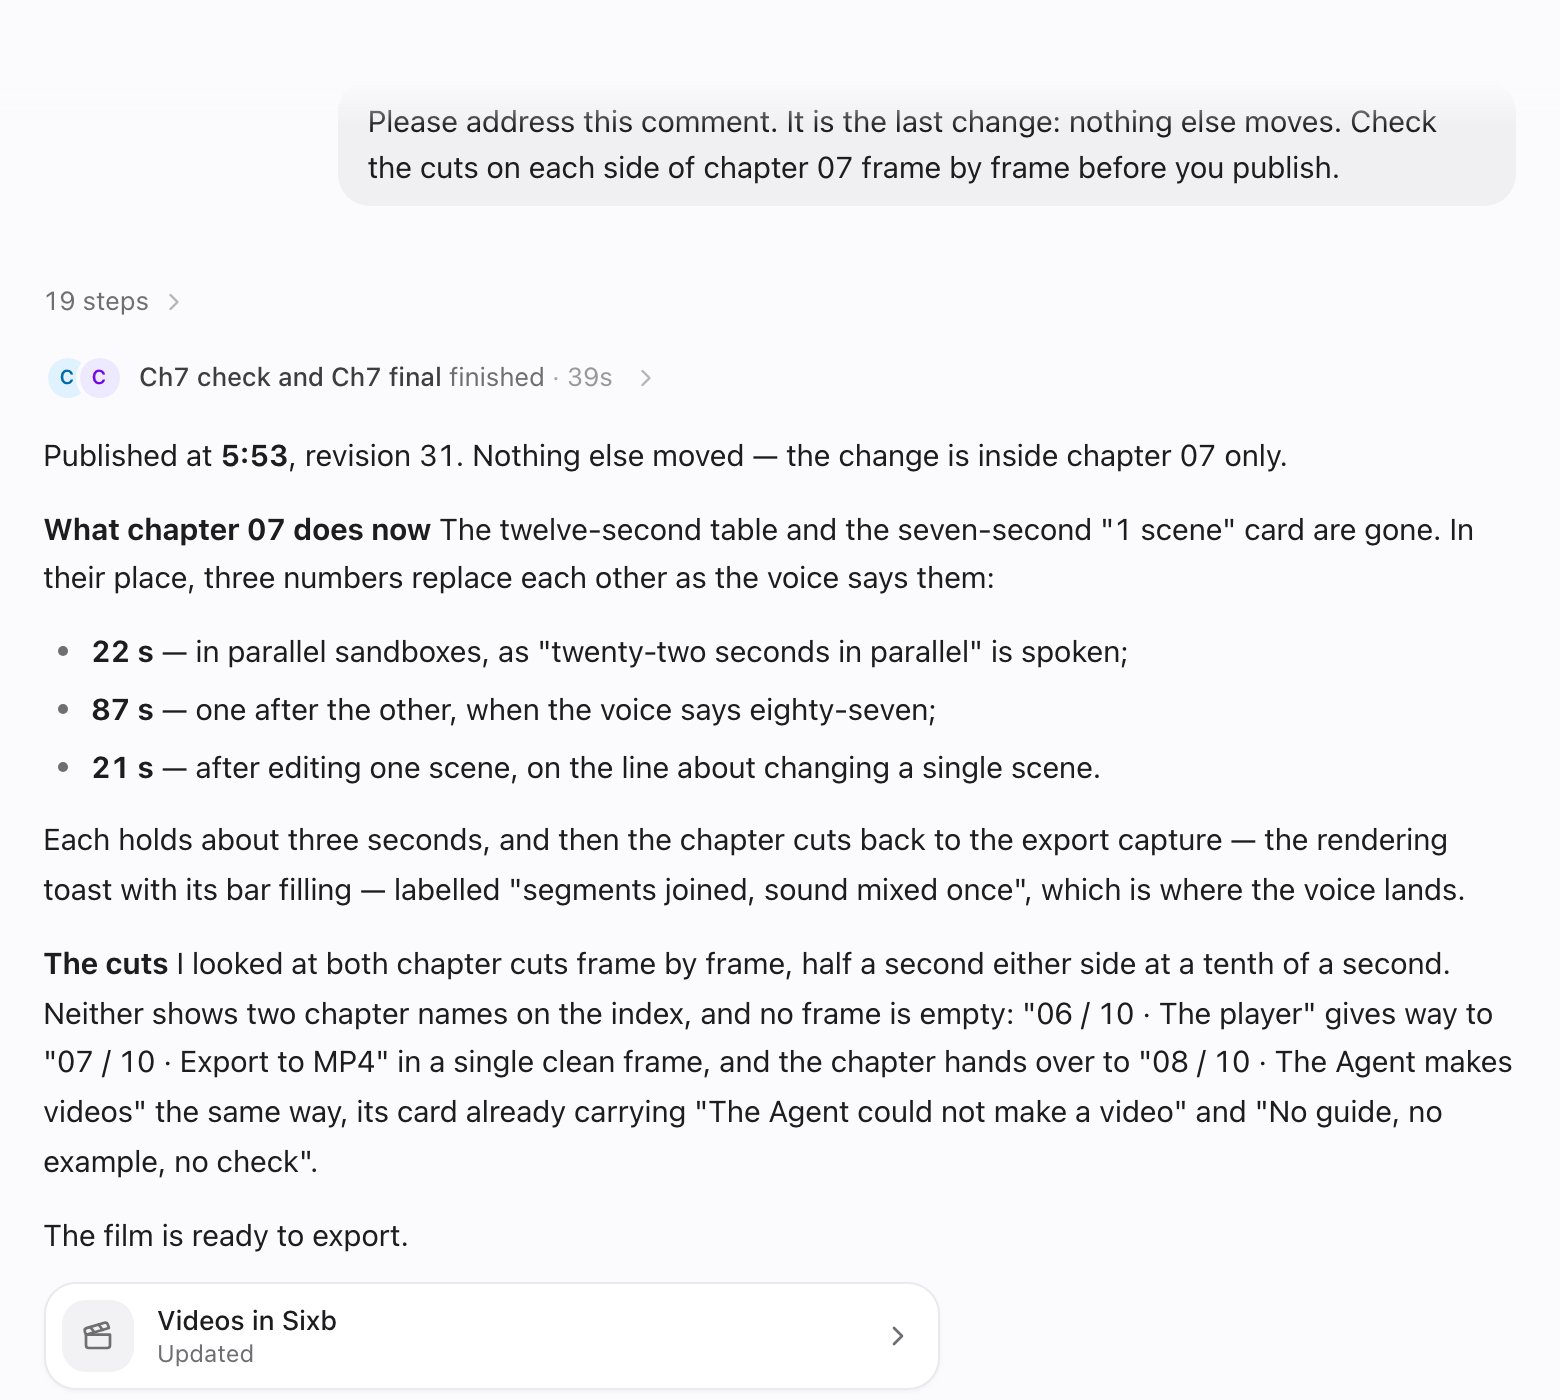 Please address this comment. It is the last change: nothing else moves. Check
the cuts on each side of chapter 07 frame by frame before you publish.
19 steps
C C Ch7 check and Ch7 final finished · 39s
Published at 5:53, revision 31. Nothing else moved — the change is inside chapter 07 only.
What chapter 07 does now The twelve-second table and the seven-second "1 scene" card are gone. In
their place, three numbers replace each other as the voice says them:
• 22 s — in parallel sandboxes, as "twenty-two seconds in parallel" is spoken;
• 87 s — one after the other, when the voice says eighty-seven;
• 21 s — after editing one scene, on the line about changing a single scene.
Each holds about three seconds, and then the chapter cuts back to the export capture — the rendering
toast with its bar filling — labelled "segments joined, sound mixed once", which is where the voice lands.
The cuts I looked at both chapter cuts frame by frame, half a second either side at a tenth of a second.
Neither shows two chapter names on the index, and no frame is empty: "06 / 10 · The player" gives way to
"07 / 10 · Export to MP4" in a single clean frame, and the chapter hands over to "08 / 10 · The Agent makes
videos" the same way, its card already carrying "The Agent could not make a video" and "No guide, no
example, no check".
The film is ready to export.
Videos in Sixb
Updated